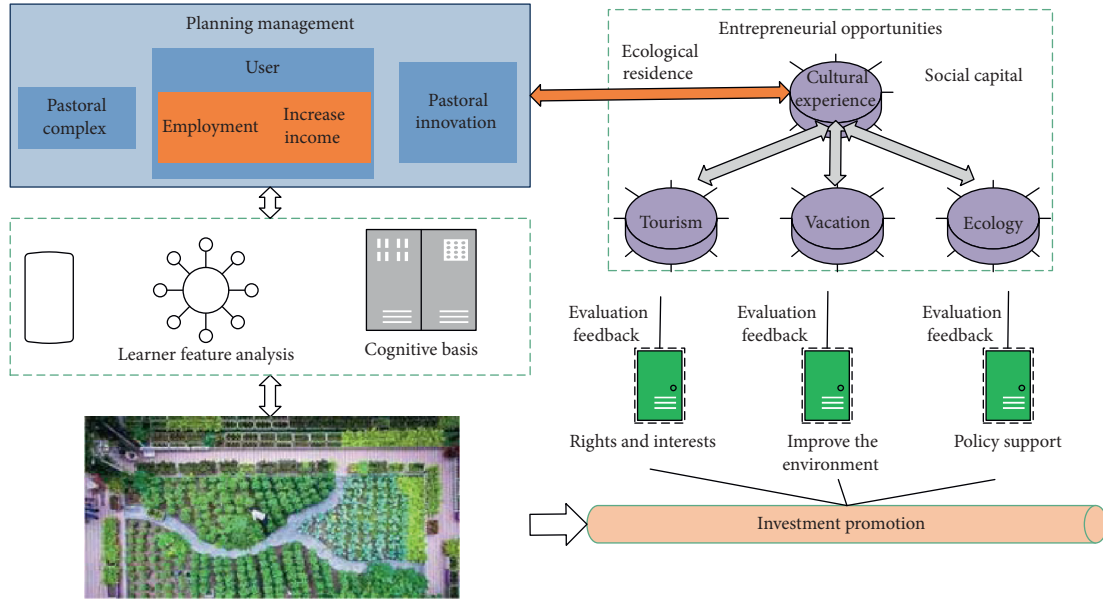 Planning management
User
Pastoral
complex
Employment
Increase
income
Pastoral
innovation
Learner feature analysis
Cognitive basis
Entrepreneurial opportunities
Ecological
residence
Cultural
experience
Social capital
Tourism
Vacation
Ecology
Evaluation
feedback
Evaluation
feedback
Evaluation
feedback
Rights and interests
Improve the
environment
Policy support
Investment promotion